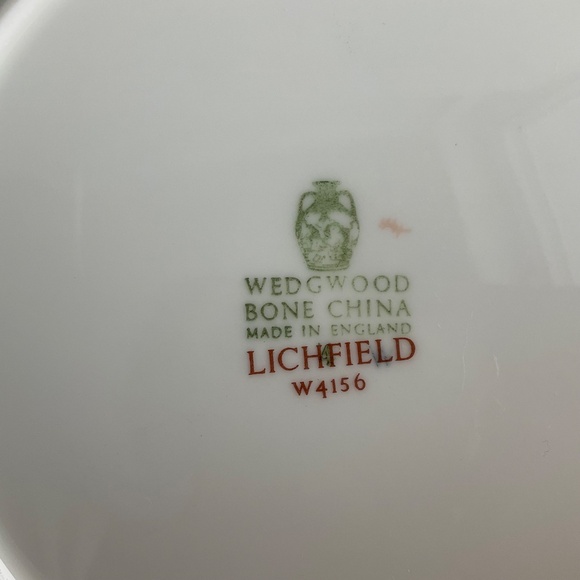 WEDGWOOD
BONE CHINA
MADE IN ENGLAND
LICHFIELD
W4156